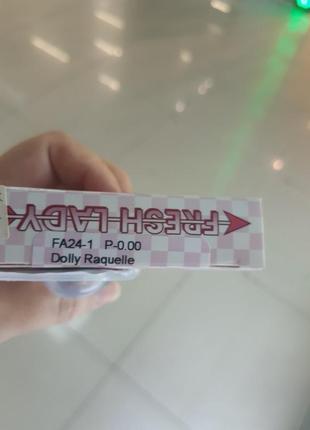 FRESH LADY
FA24-1 P-0.00
Dolly Raquelle